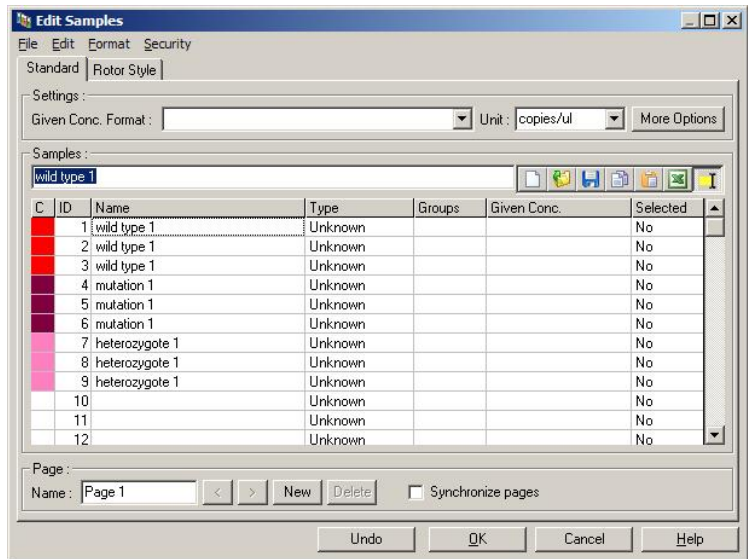 Edit Samples
File Edit Format Security
Standard Rotor Style
Settings :
Given Conc. Format : Unit : copies/ul More Options
Samples :
wild type 1
C ID Name Type Groups Given Conc. Selected
1 wild type 1 Unknown No
2 wild type 1 Unknown No
3 wild type 1 Unknown No
4 mutation 1 Unknown No
5 mutation 1 Unknown No
6 mutation 1 Unknown No
7 heterozygote 1 Unknown No
8 heterozygote 1 Unknown No
9 heterozygote 1 Unknown No
10 Unknown No
11 Unknown No
12 Unknown No
Page :
Name : Page 1 < > New Delete Synchronize pages
Undo OK Cancel Help